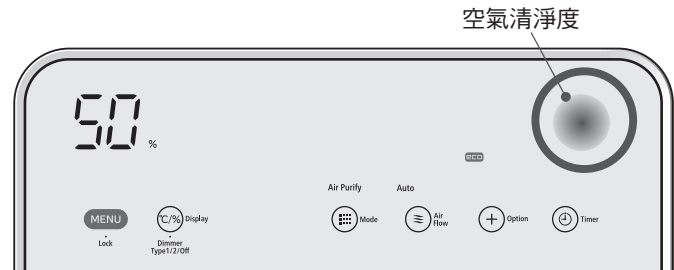 空氣清淨度
50 %
ECO
Air Purify
Auto
MENU
Lock
℃/% Display
Dimmer
Type1/2/Off
Mode
Air
Flow
Option
Timer